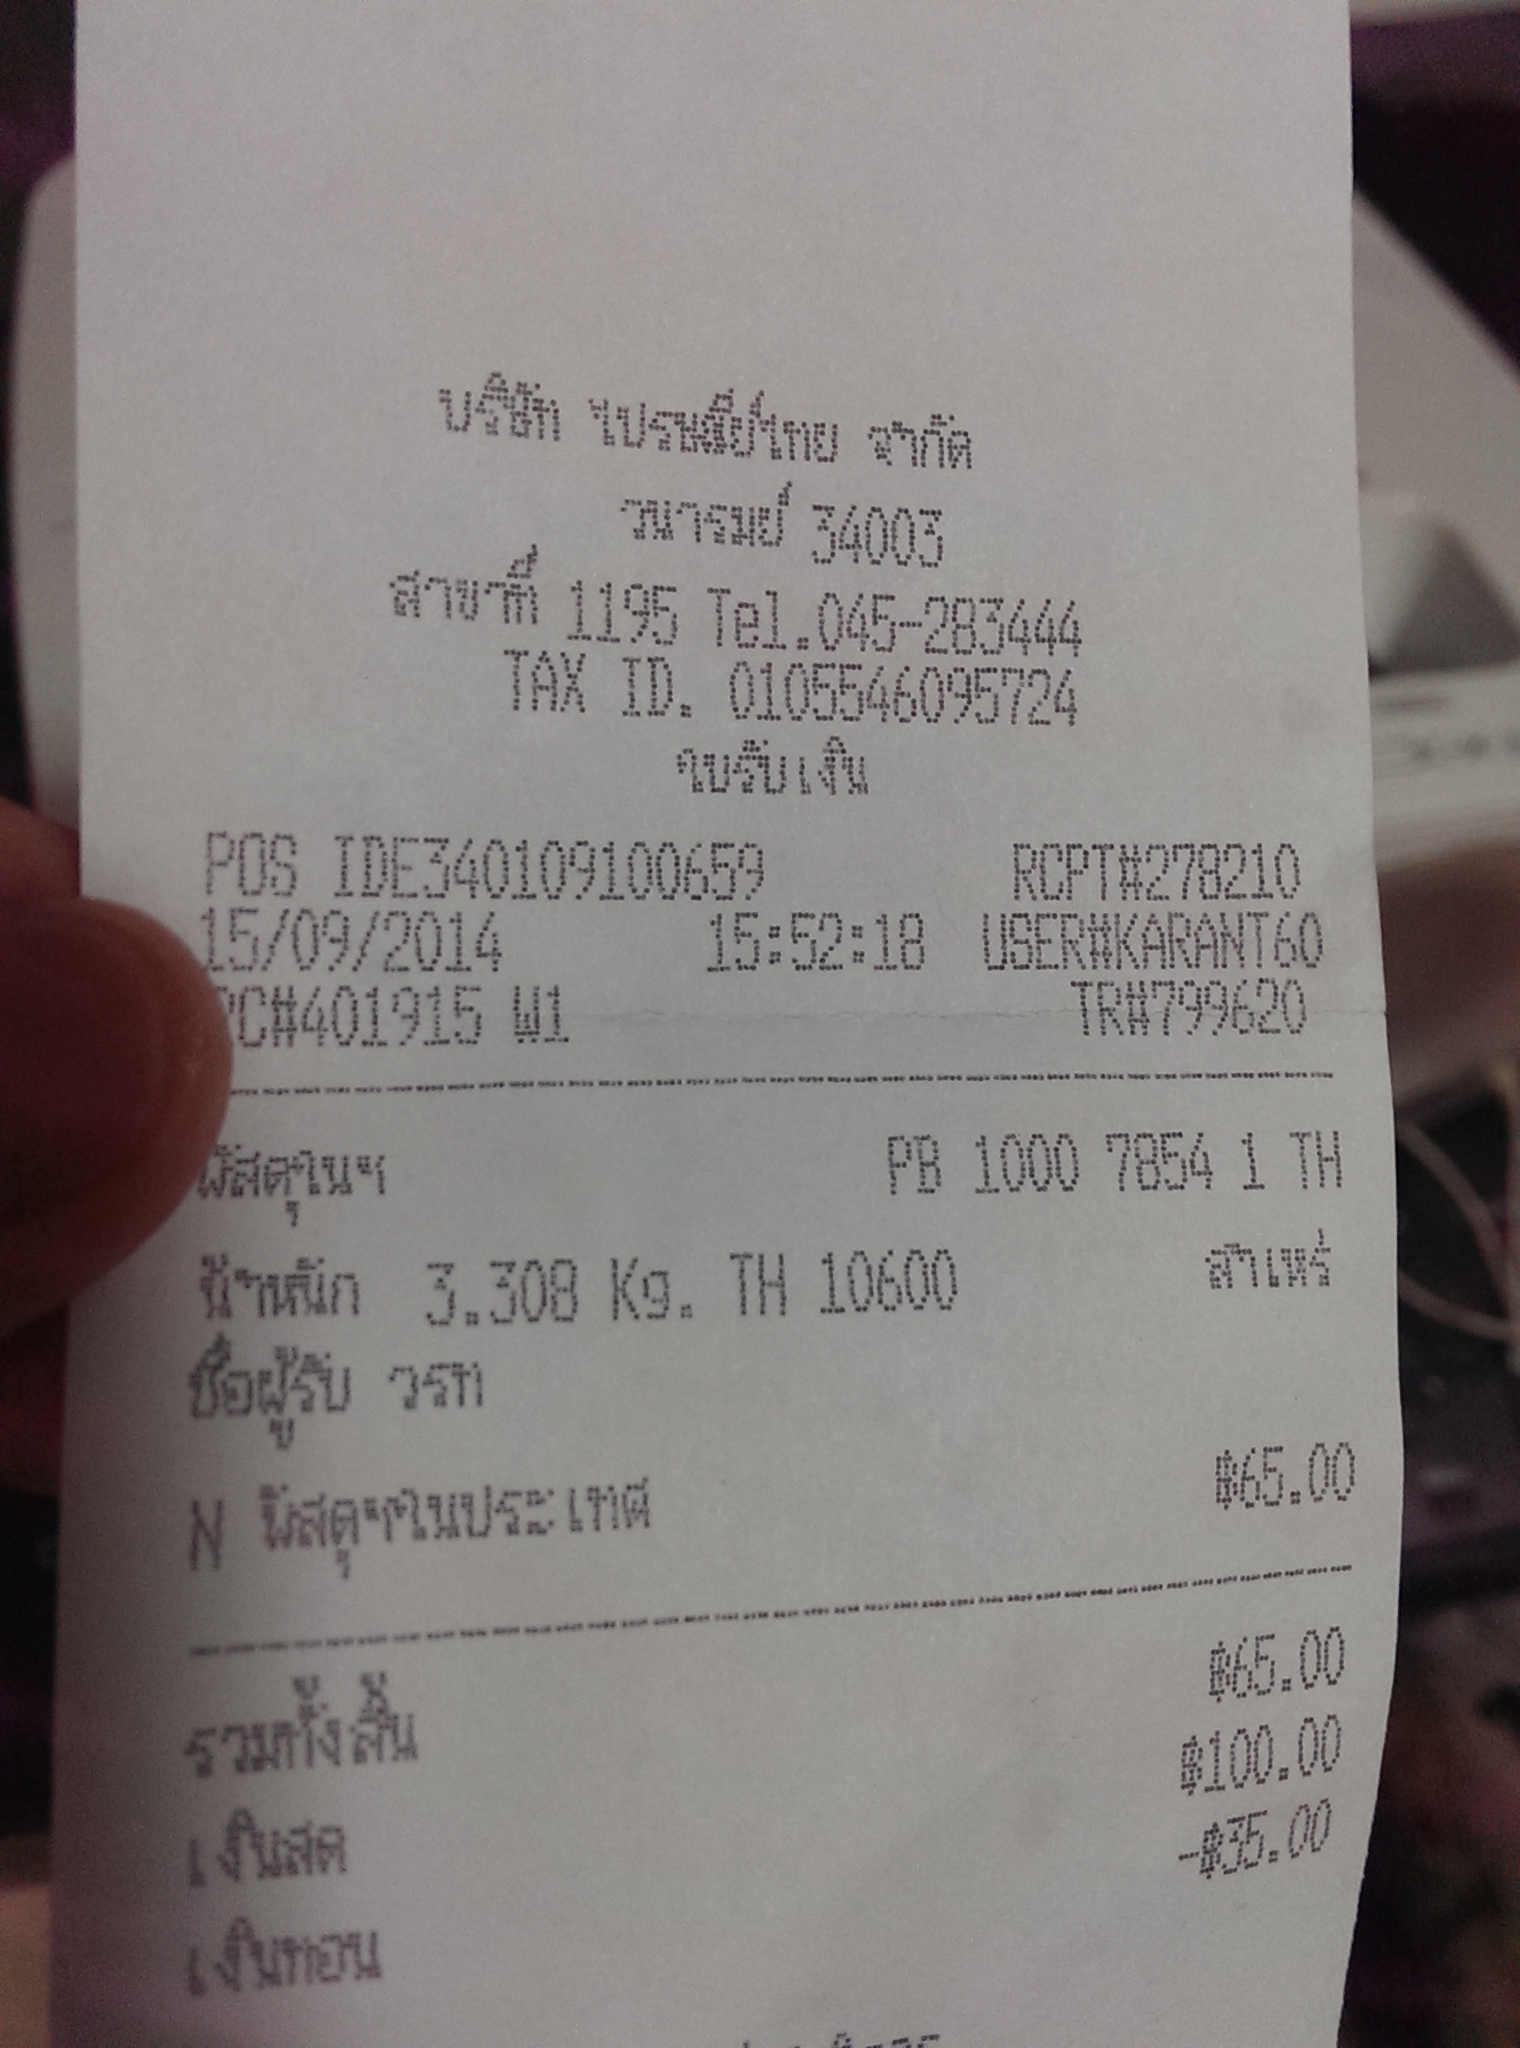 บริษัท ไปรษณีย์ไทย จำกัด
วนารมย์ 34003
สาขาที่ 1195 Tel.045-283444
TAX ID. 0105546095724
ใบรับเงิน
POS IDE340109100659 RCPT#278210
15/09/2014 15:52:18 USER#KARANT60
PC#401915 W1 TR#799620
พัสดุฯในฯ PB 1000 7854 1 TH
น้ำหนัก 3.308 Kg. TH 10600 สำเหร่
ชื่อผู้รับ วรท
N พัสดุฯในประเทศ ฿65.00
รวมทั้งสิ้น ฿65.00
เงินสด ฿100.00
เงินทอน -฿35.00